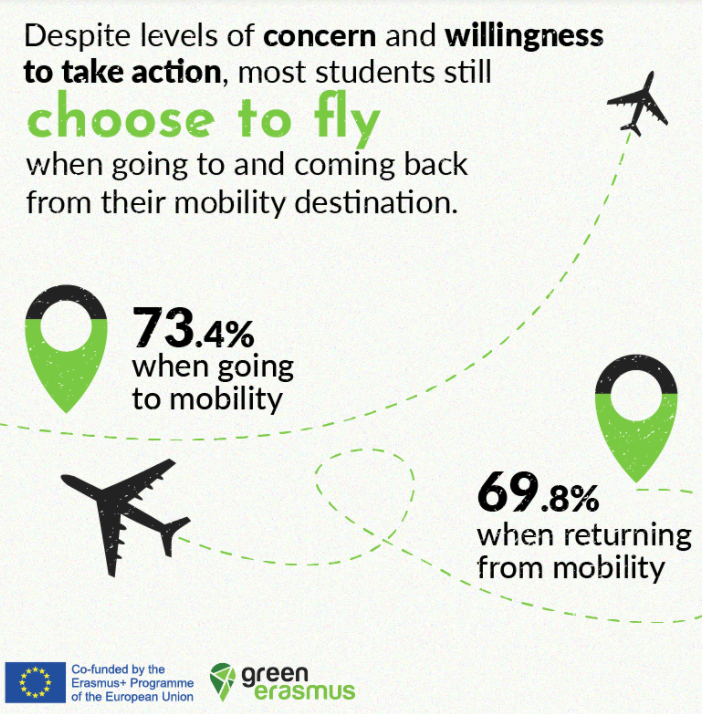 Despite levels of concern and willingness
to take action, most students still
choose to fly
when going to and coming back
from their mobility destination.
73.4%
when going
to mobility
69.8%
when returning
from mobility
Co-funded by the
Erasmus+ Programme
of the European Union
green
erasmus